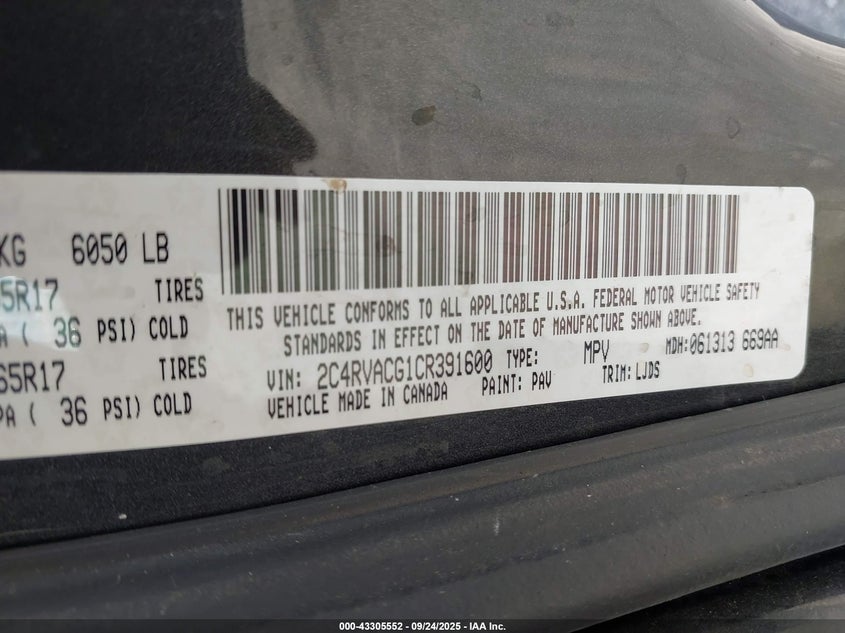 KG 6050 LB
65R17 TIRES
PA ( 36 PSI) COLD
65R17 TIRES
PA ( 36 PSI) COLD
THIS VEHICLE CONFORMS TO ALL APPLICABLE U.S.A. FEDERAL MOTOR VEHICLE SAFETY
STANDARDS IN EFFECT ON THE DATE OF MANUFACTURE SHOWN ABOVE.
VIN: 2C4RVACG1CR391600 TYPE: MPV MDH:061313 669AA
VEHICLE MADE IN CANADA PAINT: PAV TRIM: LJDS
000-43305552 - 09/24/2025 - IAA Inc.